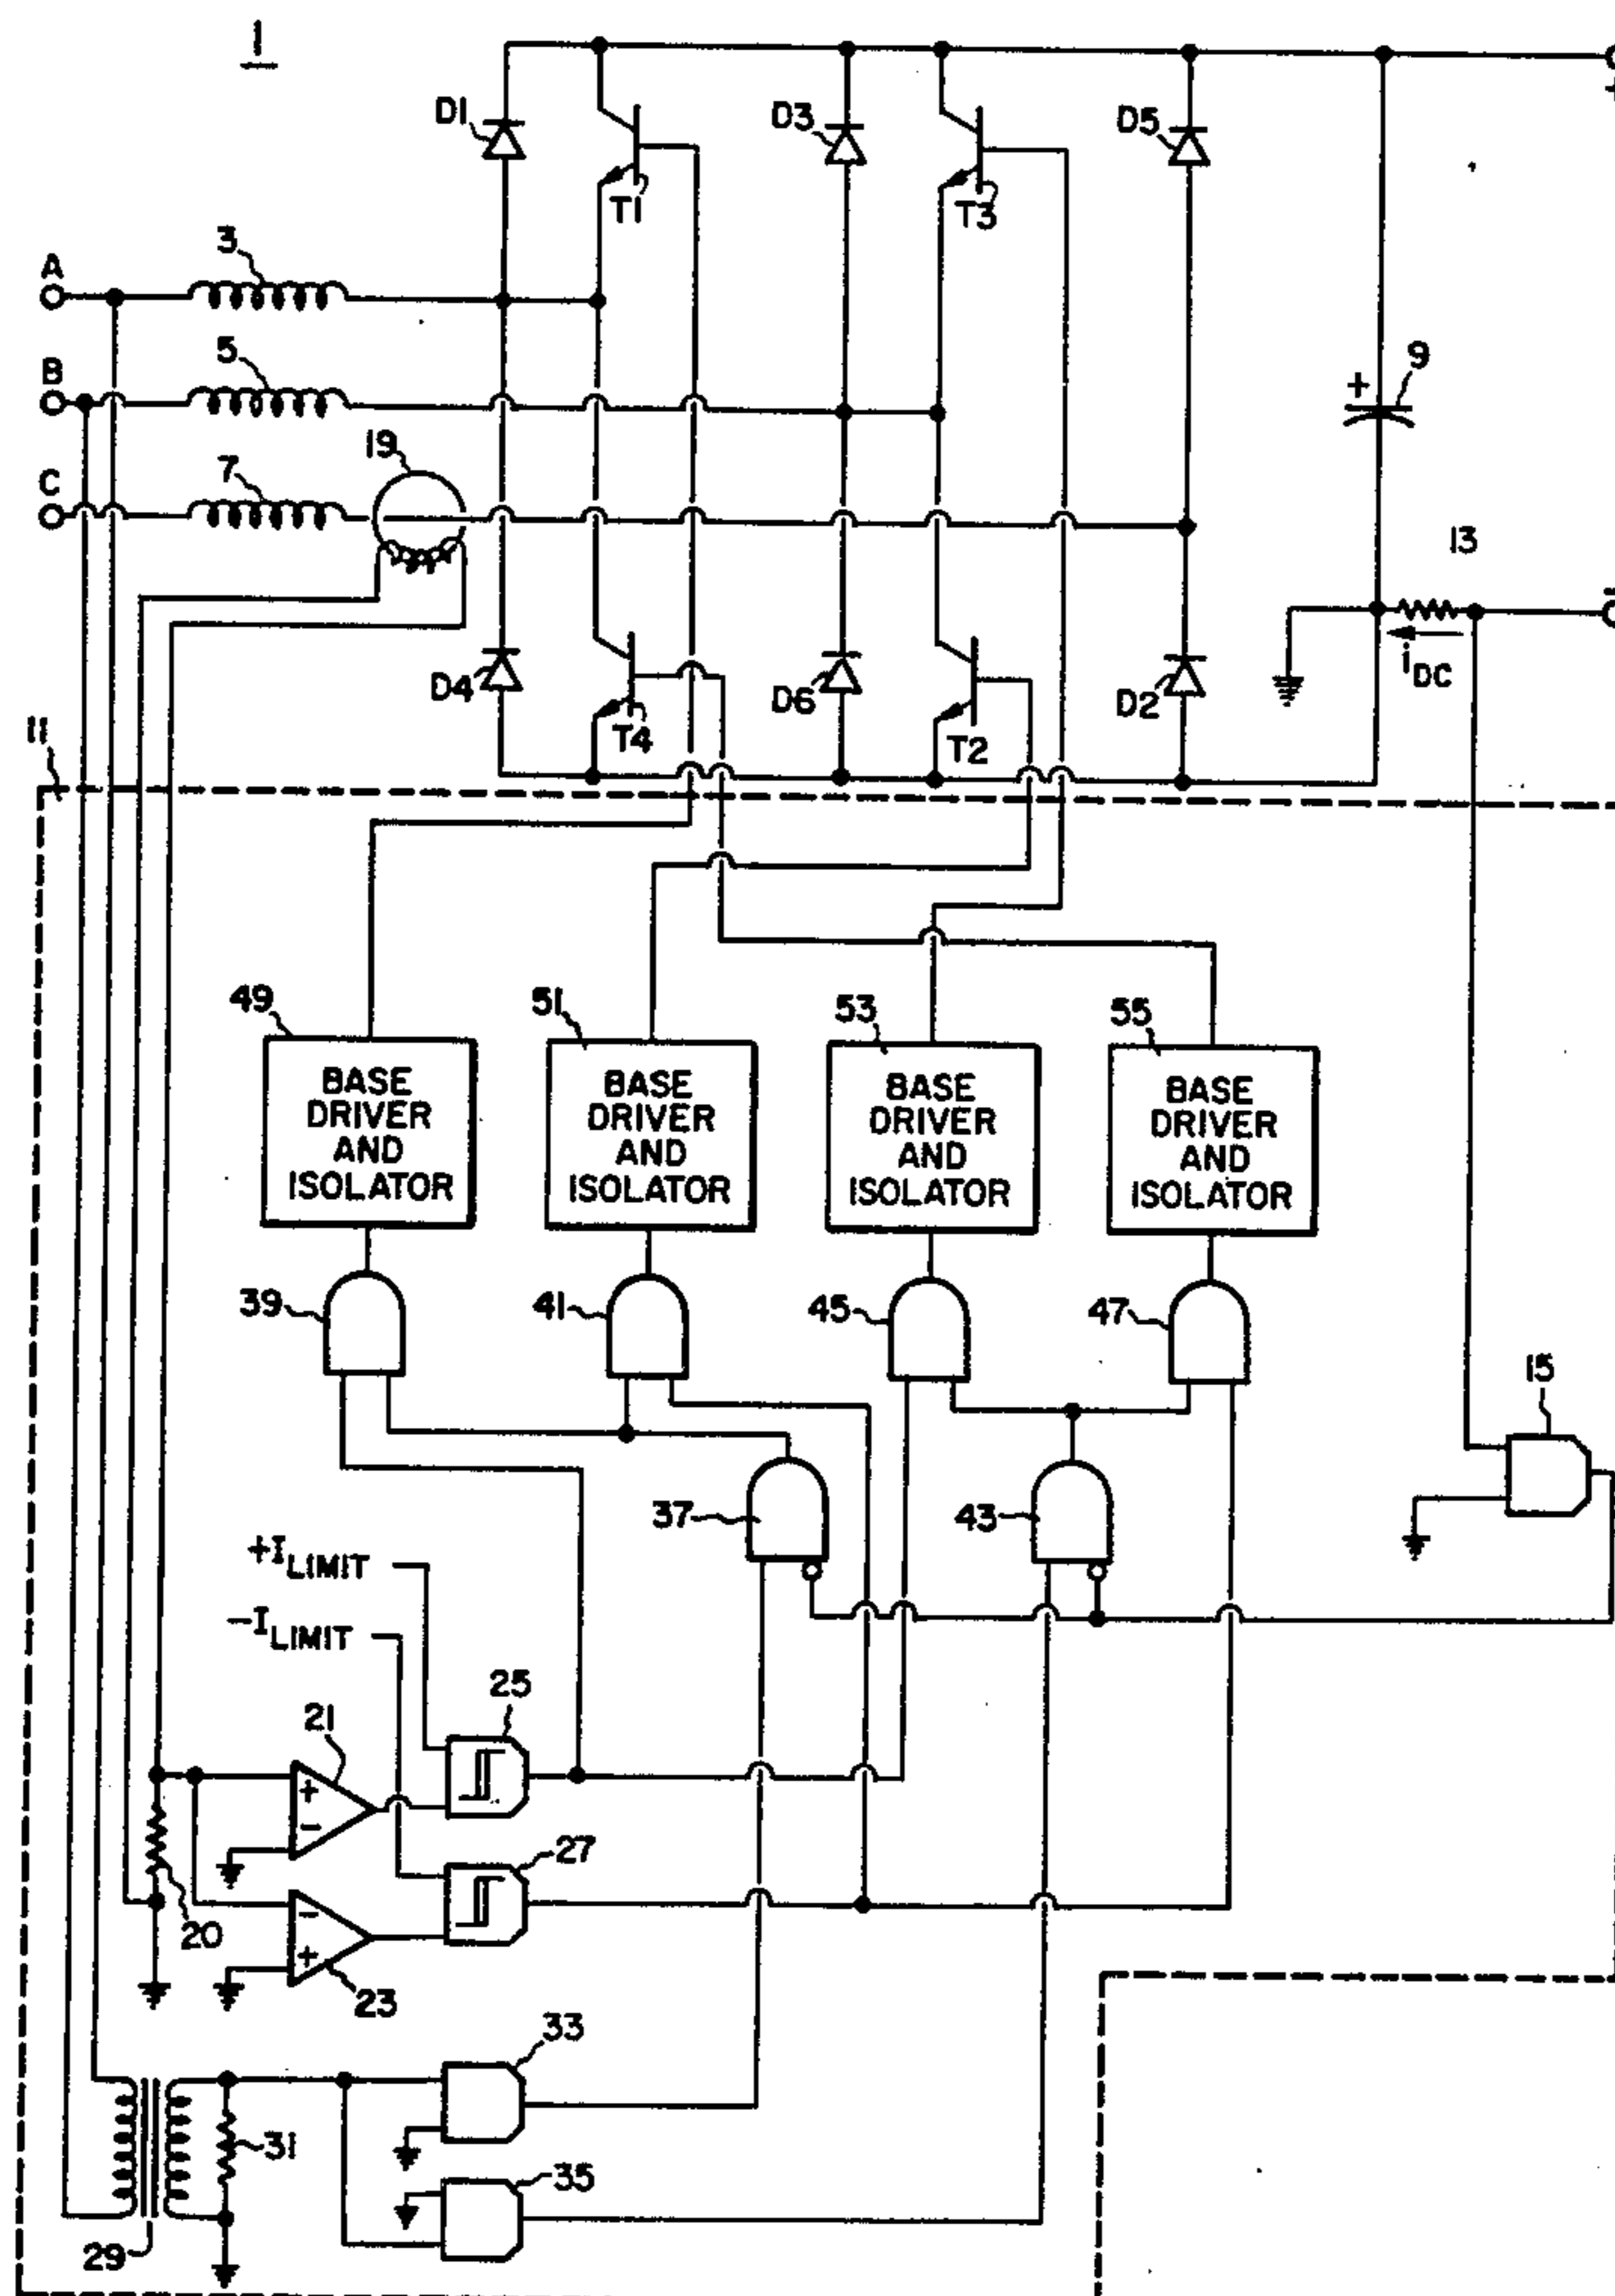 1
D1
T1
D3
T3
D5
+
A
3
B
5
C
7
19
+
9
13
iDC
-
D4
T4
D6
T2
D2
11
49
51
53
55
BASE
DRIVER
AND
ISOLATOR
BASE
DRIVER
AND
ISOLATOR
BASE
DRIVER
AND
ISOLATOR
BASE
DRIVER
AND
ISOLATOR
39
41
45
47
15
37
43
+ILIMIT
-ILIMIT
25
21
+
-
27
20
-
+
23
33
31
35
29